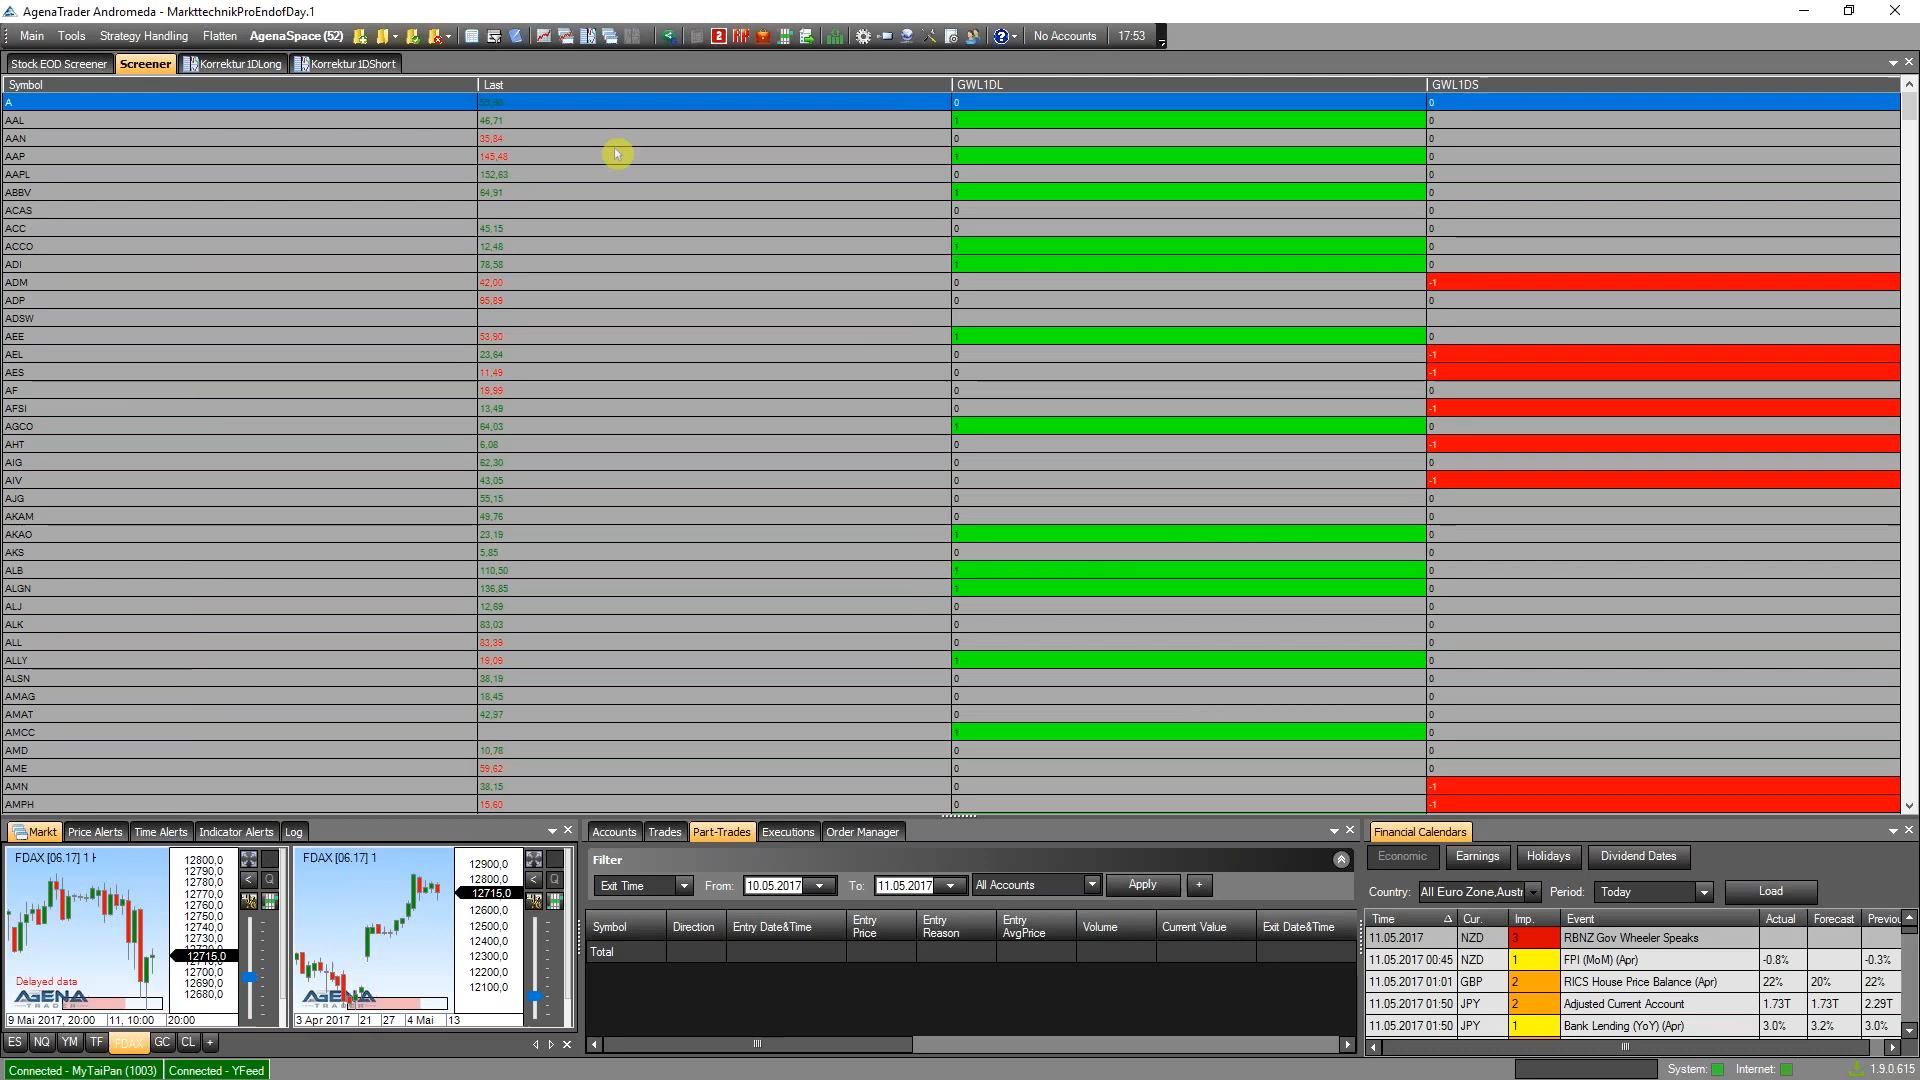 AgenaTrader Andromeda - MarkttechnikProEndofDay.1
Main Tools Strategy Handling Flatten AgenaSpace (52) 2 No Accounts 17:53
Stock EOD Screener Screener Korrektur1DLong Korrektur1DShort
Symbol Last GWL1DL GWL1DS
A 0 0
AAL 46,71 1 0
AAN 35,84 0 0
AAP 145,48 1 0
AAPL 152,63 0 0
ABBV 64,91 1 0
ACAS 0 0
ACC 45,15 0 0
ACCO 12,48 1 0
ADI 78,58 1 0
ADM 42,00 0 -1
ADP 95,89 0 0
ADSW
AEE 53,90 1 0
AEL 23,64 0 -1
AES 11,49 0 -1
AF 19,99 0 0
AFSI 13,49 0 -1
AGCO 64,03 1 0
AHT 6,08 0 -1
AIG 62,30 0 0
AIV 43,05 0 -1
AJG 55,15 0 0
AKAM 49,76 0 0
AKAO 23,19 1 0
AKS 5,85 0 0
ALB 110,50 1 0
ALGN 136,85 1 0
ALJ 12,69 0 0
ALK 83,03 0 0
ALL 83,39 0 0
ALLY 19,09 1 0
ALSN 38,19 0 0
AMAG 18,45 0 0
AMAT 42,97 0 0
AMCC 1 0
AMD 10,78 0 0
AME 59,62 0 0
AMN 38,15 0 -1
AMPH 15,60 0 -1
Markt Price Alerts Time Alerts Indicator Alerts Log
FDAX [06.17] 1 H
12800,0
12790,0
12780,0
12770,0
12760,0
12750,0
12740,0
12730,0
12715,0
12700,0
12690,0
12680,0
Delayed data
AGENA TRADER
9 Mai 2017, 20:00 11, 10:00 20:00
FDAX [06.17] 1
12900,0
12800,0
12715,0
12600,0
12500,0
12400,0
12300,0
12200,0
12100,0
AGENA TRADER
3 Apr 2017 21 27 4 Mai 13
ES NQ YM TF FDAX GC CL +
Accounts Trades Part-Trades Executions Order Manager
Filter
Exit Time From: 10.05.2017 To: 11.05.2017 All Accounts Apply +
Symbol Direction Entry Date&Time Entry Price Entry Reason Entry AvgPrice Volume Current Value Exit Date&Time
Total
Financial Calendars
Economic Earnings Holidays Dividend Dates
Country: All Euro Zone,Austr Period: Today Load
Time Cur. Imp. Event Actual Forecast Previou
11.05.2017 NZD 3 RBNZ Gov Wheeler Speaks
11.05.2017 00:45 NZD 1 FPI (MoM) (Apr) -0.8% -0.3%
11.05.2017 01:01 GBP 2 RICS House Price Balance (Apr) 22% 20% 22%
11.05.2017 01:50 JPY 2 Adjusted Current Account 1.73T 1.73T 2.29T
11.05.2017 01:50 JPY 1 Bank Lending (YoY) (Apr) 3.0% 3.2% 3.0%
Connected - MyTaiPan (1003) Connected - YFeed System: Internet: 1.9.0.615